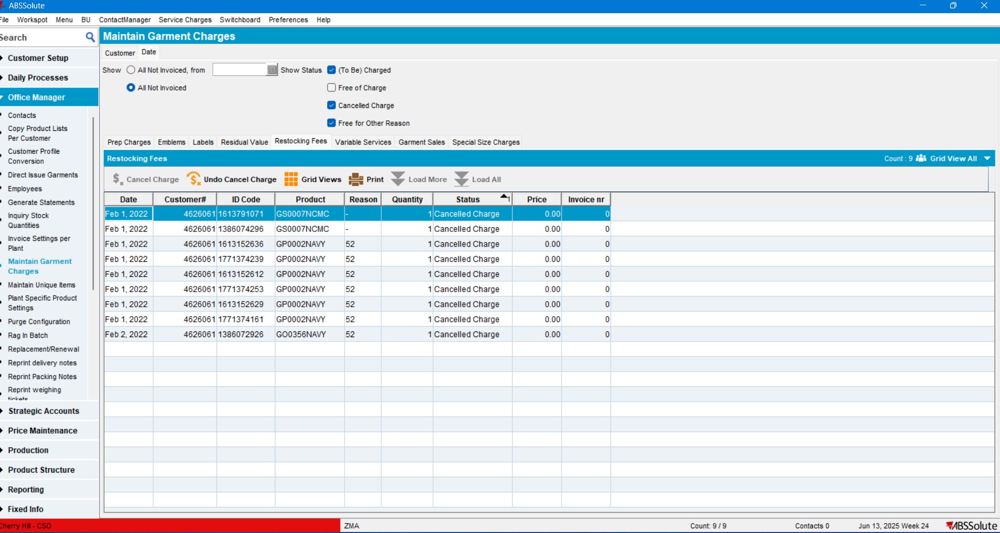 ABSSolute
File Workspot Menu BU ContactManager Service Charges Switchboard Preferences Help
Search
Maintain Garment Charges
Customer Date
Show All Not Invoiced, from 16 Show Status (To Be) Charged
All Not Invoiced Free of Charge
Cancelled Charge
Free for Other Reason
Prep Charges Emblems Labels Residual Value Restocking Fees Variable Services Garment Sales Special Size Charges
Restocking Fees Count : 9 Grid View All
Cancel Charge Undo Cancel Charge Grid Views Print Load More Load All
Date Customer# ID Code Product Reason Quantity Status 1 Price Invoice nr
Feb 1, 2022 4626061 1613791071 GS0007NCMC - 1 Cancelled Charge 0.00 0
Feb 1, 2022 4626061 1386074296 GS0007NCMC - 1 Cancelled Charge 0.00 0
Feb 1, 2022 4626061 1613152636 GP0002NAVY 52 1 Cancelled Charge 0.00 0
Feb 1, 2022 4626061 1771374239 GP0002NAVY 52 1 Cancelled Charge 0.00 0
Feb 1, 2022 4626061 1613152612 GP0002NAVY 52 1 Cancelled Charge 0.00 0
Feb 1, 2022 4626061 1771374253 GP0002NAVY 52 1 Cancelled Charge 0.00 0
Feb 1, 2022 4626061 1613152629 GP0002NAVY 52 1 Cancelled Charge 0.00 0
Feb 1, 2022 4626061 1771374161 GP0002NAVY 52 1 Cancelled Charge 0.00 0
Feb 2, 2022 4626061 1386072926 GO0356NAVY 52 1 Cancelled Charge 0.00 0
Customer Setup
Daily Processes
Office Manager
Contacts
Copy Product Lists
Per Customer
Customer Profile
Conversion
Direct Issue Garments
Employees
Generate Statements
Inquiry Stock
Quantities
Invoice Settings per
Plant
Maintain Garment
Charges
Maintain Unique Items
Plant Specific Product
Settings
Purge Configuration
Rag In Batch
Replacement/Renewal
Reprint delivery notes
Reprint Packing Notes
Reprint weighing
tickets
Strategic Accounts
Price Maintenance
Production
Product Structure
Reporting
Fixed Info
Cherry Hill - CSO ZMA Count: 9 / 9 Contacts 0 Jun 13, 2025 Week 24 ABSSolute